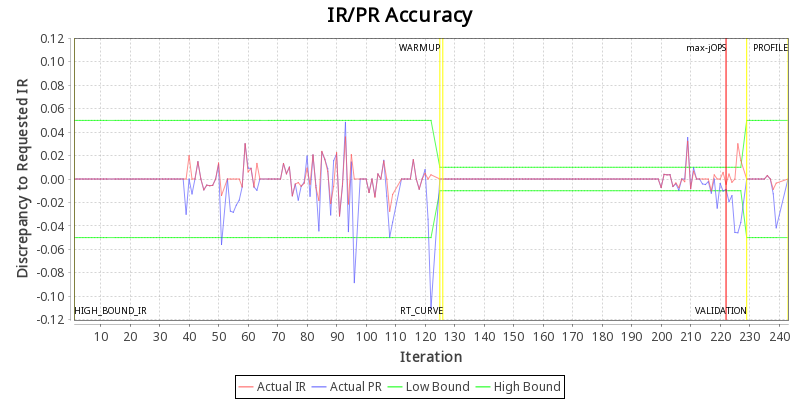 IR/PR Accuracy
Discrepancy to Requested IR
0.12
0.10
0.08
0.06
0.04
0.02
0.00
-0.02
-0.04
-0.06
-0.08
-0.10
-0.12
WARMUP
max-jOPS
PROFILE
HIGH_BOUND_IR
RT_CURVE
VALIDATION
10 20 30 40 50 60 70 80 90 100 110 120 130 140 150 160 170 180 190 200 210 220 230 240
Iteration
Actual IR Actual PR Low Bound High Bound